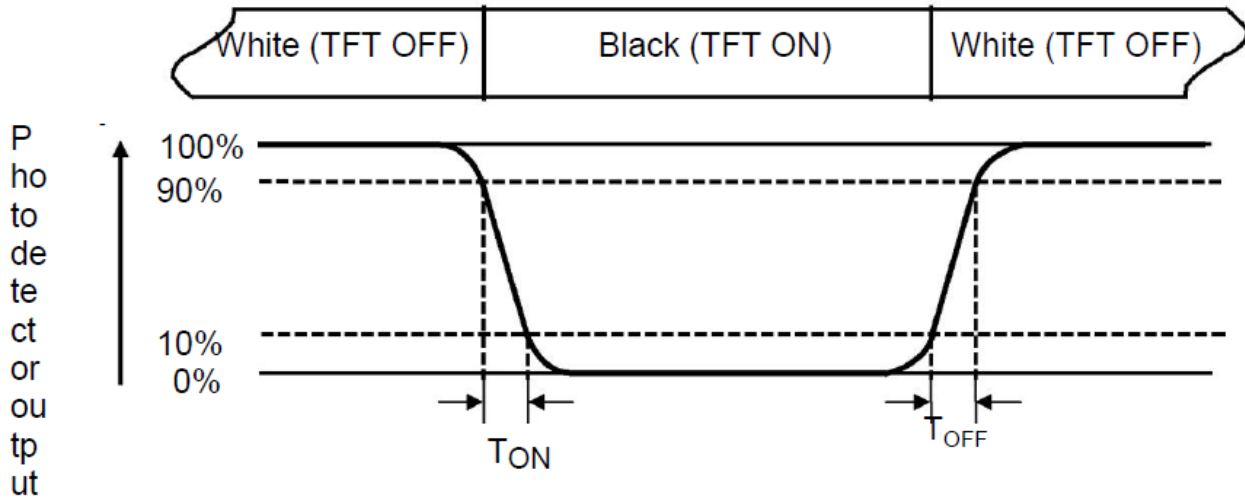 White (TFT OFF) Black (TFT ON) White (TFT OFF)
P
ho
to
de
te
ct
or
ou
tp
ut
100%
90%
10%
0%
TON
TOFF